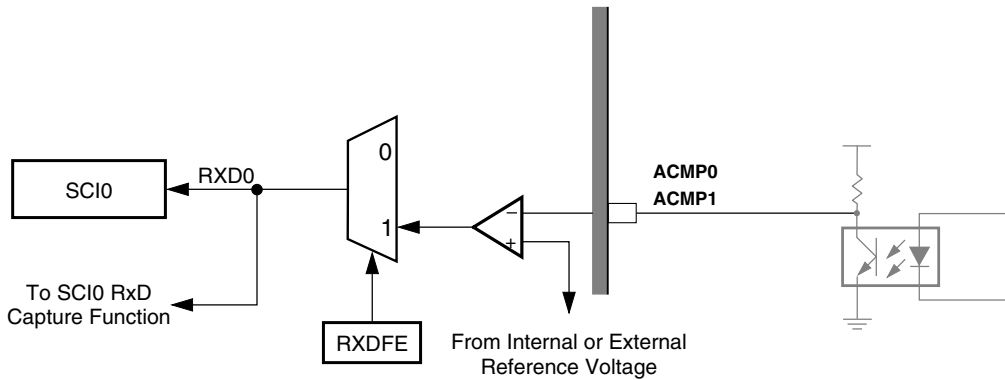 0
ACMP0
RXD0
ACMP1
SCI0
1
−
+
To SCI0 RxD
Capture Function
RXDFE
From Internal or External
Reference Voltage